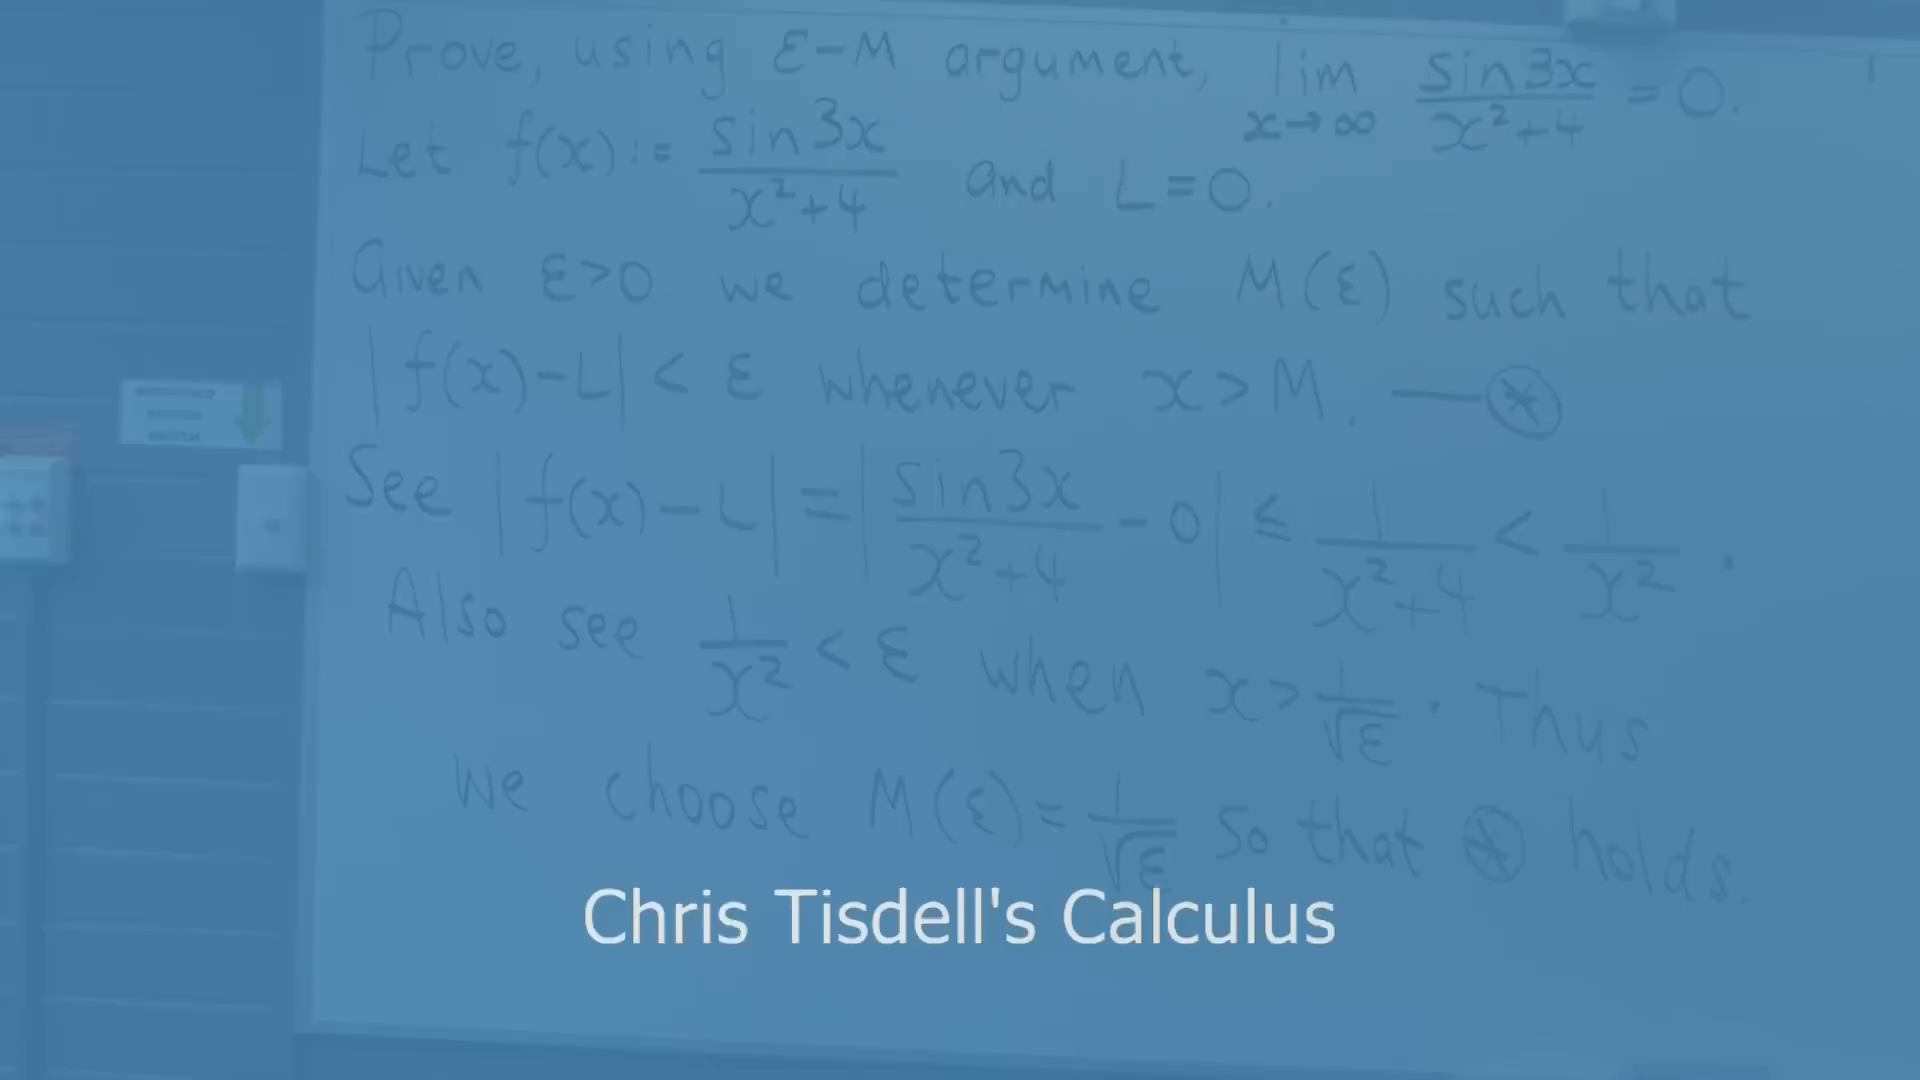 Prove, using ε-M argument, lim x→∞ sin3x/x²+4 = 0.
Let f(x) := sin3x/x²+4 and L=0.
Given ε>0 we determine M(ε) such that
|f(x)-L| < ε whenever x>M. —⊛
See |f(x)-L| = |sin3x/x²+4 - 0| ≤ 1/x²+4 < 1/x².
Also see 1/x² < ε when x > 1/√ε. Thus
we choose M(ε) = 1/√ε so that ⊛ holds.
Chris Tisdell's Calculus